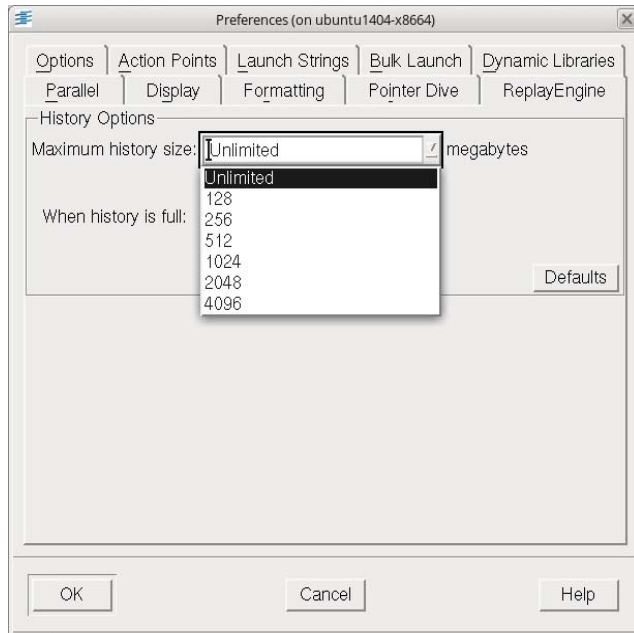 Preferences (on ubuntu1404-x8664)
Options Action Points Launch Strings Bulk Launch Dynamic Libraries
Parallel Display Formatting Pointer Dive ReplayEngine
History Options
Maximum history size: Unlimited megabytes
Unlimited
128
When history is full: 256
512
1024
2048 Defaults
4096
OK Cancel Help